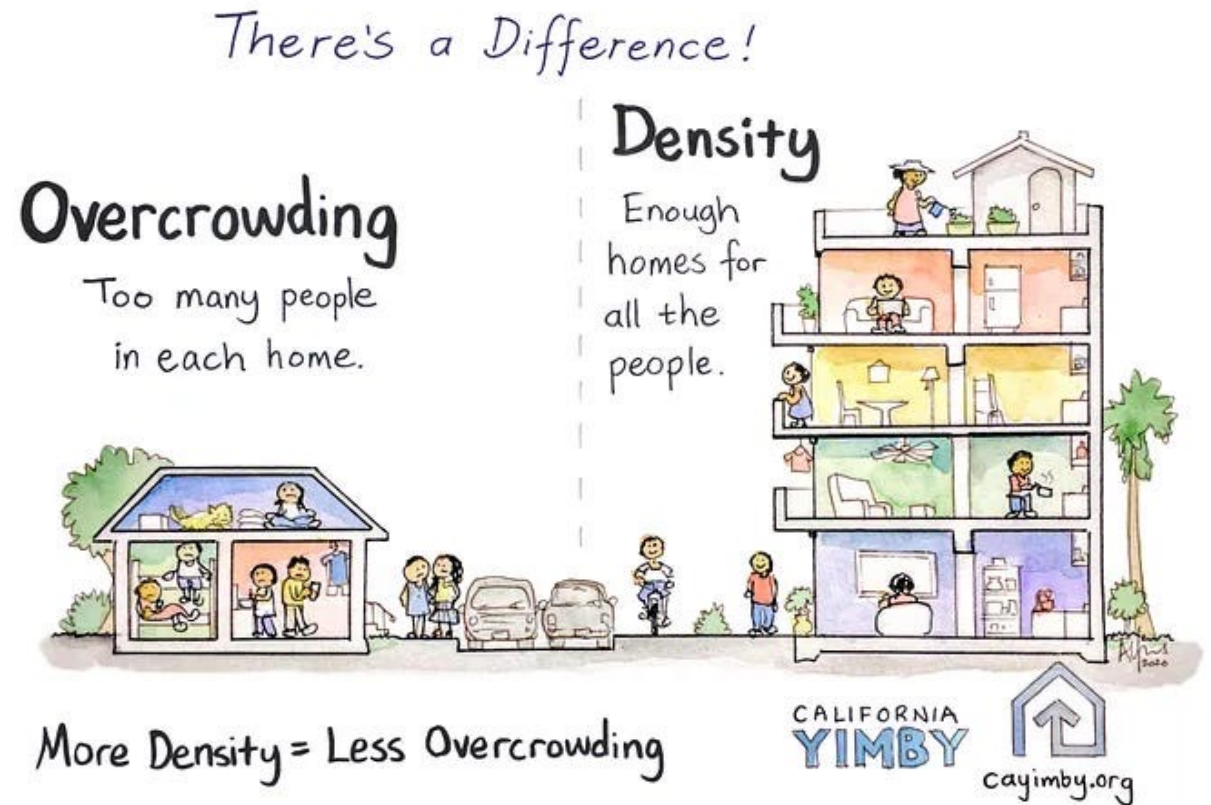 There's a Difference!
Overcrowding
Too many people
in each home.
Density
Enough
homes for
all the
people.
2020
More Density = Less Overcrowding
CALIFORNIA
YIMBY
cayimby.org